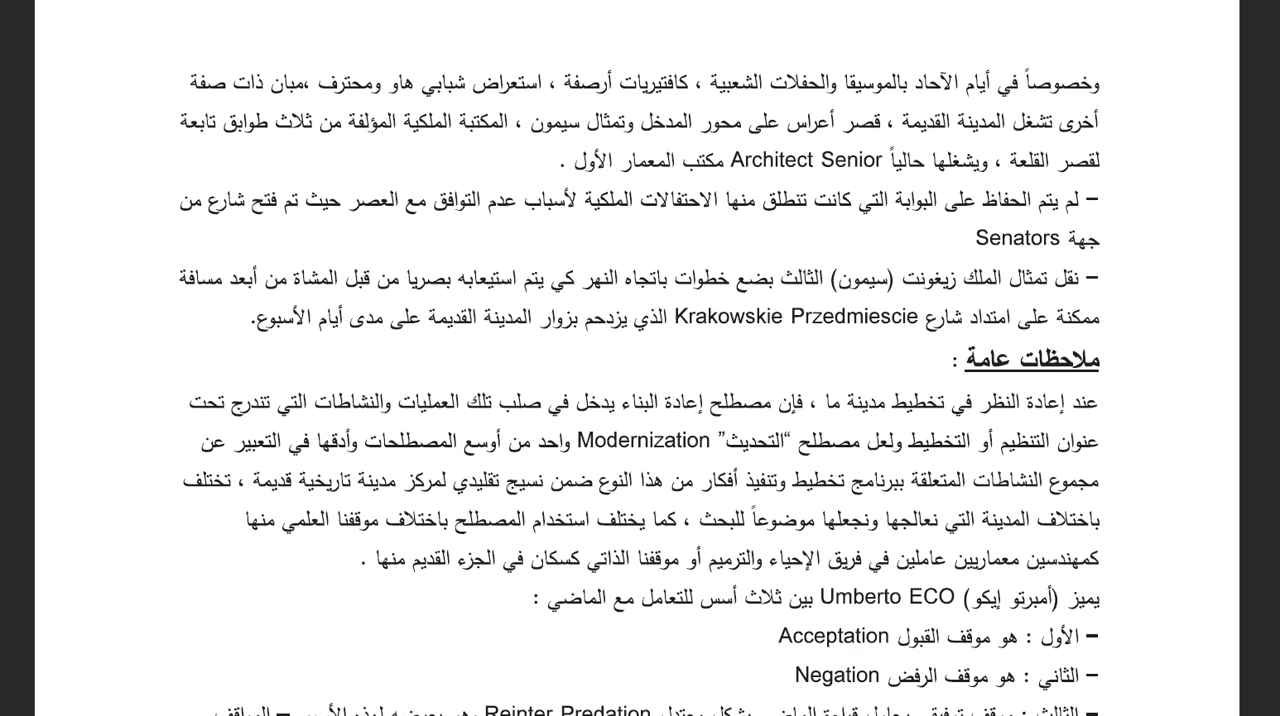 وخصوصاً في أيام الآحاد بالموسيقا والحفلات الشعبية ، كافتيريات أرصفة ، استعراض شبابي هاو ومحترف ،مبان ذات صفة
أخرى تشغل المدينة القديمة ، قصر أعراس على محور المدخل وتمثال سيمون ، المكتبة الملكية المؤلفة من ثلاث طوابق تابعة
لقصر القلعة ، ويشغلها حالياً Architect Senior مكتب المعمار الأول .
– لم يتم الحفاظ على البوابة التي كانت تنطلق منها الاحتفالات الملكية لأسباب عدم التوافق مع العصر حيث تم فتح شارع من
جهة Senators
– نقل تمثال الملك زيغونت (سيمون) الثالث بضع خطوات باتجاه النهر كي يتم استيعابه بصريا من قبل المشاة من أبعد مسافة
ممكنة على امتداد شارع Krakowskie Przedmiescie الذي يزدحم بزوار المدينة القديمة على مدى أيام الأسبوع.
ملاحظات عامة :
عند إعادة النظر في تخطيط مدينة ما ، فإن مصطلح إعادة البناء يدخل في صلب تلك العمليات والنشاطات التي تندرج تحت
عنوان التنظيم أو التخطيط ولعل مصطلح “التحديث” Modernization واحد من أوسع المصطلحات وأدقها في التعبير عن
مجموع النشاطات المتعلقة ببرنامج تخطيط وتنفيذ أفكار من هذا النوع ضمن نسيج تقليدي لمركز مدينة تاريخية قديمة ، تختلف
باختلاف المدينة التي نعالجها ونجعلها موضوعاً للبحث ، كما يختلف استخدام المصطلح باختلاف موقفنا العلمي منها
كمهندسين معماريين عاملين في فريق الإحياء والترميم أو موقفنا الذاتي كسكان في الجزء القديم منها .
يميز (أمبرتو إيكو) Umberto ECO بين ثلاث أسس للتعامل مع الماضي :
– الأول : هو موقف القبول Acceptation
– الثاني : هو موقف الرفض Negation
– الثالث : موقف توفيقي يحاول قراءة الماضي بشكل معتدل Reinter Predation